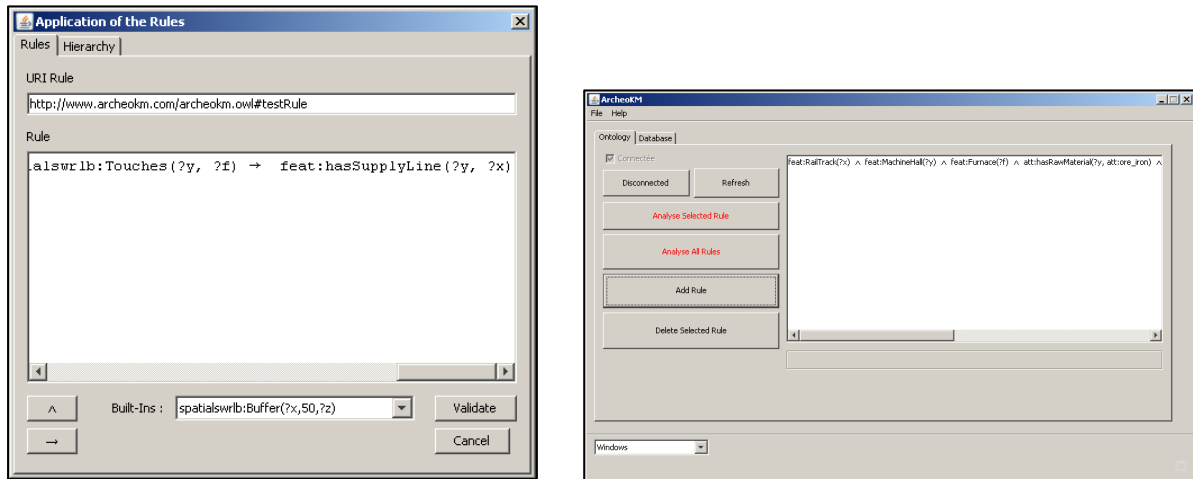 Application of the Rules
Rules Hierarchy
URI Rule
http://www.archeokm.com/archeokm.owl#testRule
Rule
.alswrlb:Touches(?y, ?f) → feat:hasSupplyLine(?y, ?x)
∧ Built-Ins : spatialswrlb:Buffer(?x,50,?z) Validate
→ Cancel
ArcheoKM
File Help
Ontology Database
Connectée
feat:RailTrack(?x) ∧ feat:MachineHall(?y) ∧ feat:Furnace(?f) ∧ att:hasRawMaterial(?y, att:ore_iron) ∧
Disconnected Refresh
Analyse Selected Rule
Analyse All Rules
Add Rule
Delete Selected Rule
Windows